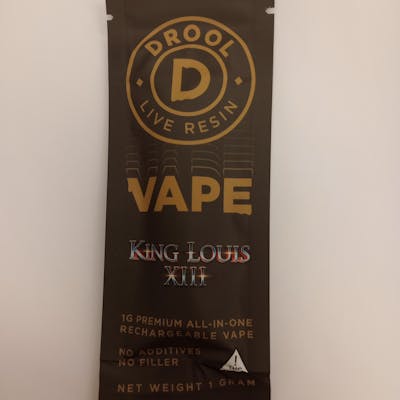 DROOL
D
LIVE RESIN
VAPE
KING LOUIS
XIII
1G PREMIUM ALL-IN-ONE
RECHARGEABLE VAPE
NO ADDITIVES
NO FILLER
NET WEIGHT 1 GRAM